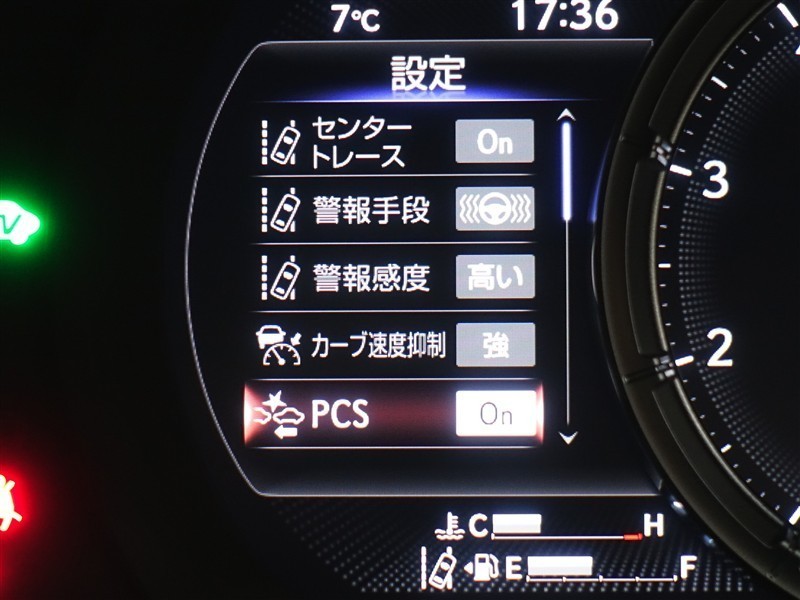 7℃ 17:36
設定
センター
トレース On
警報手段
警報感度 高い
カーブ速度抑制 強
PCS On
3
2
C H
E F